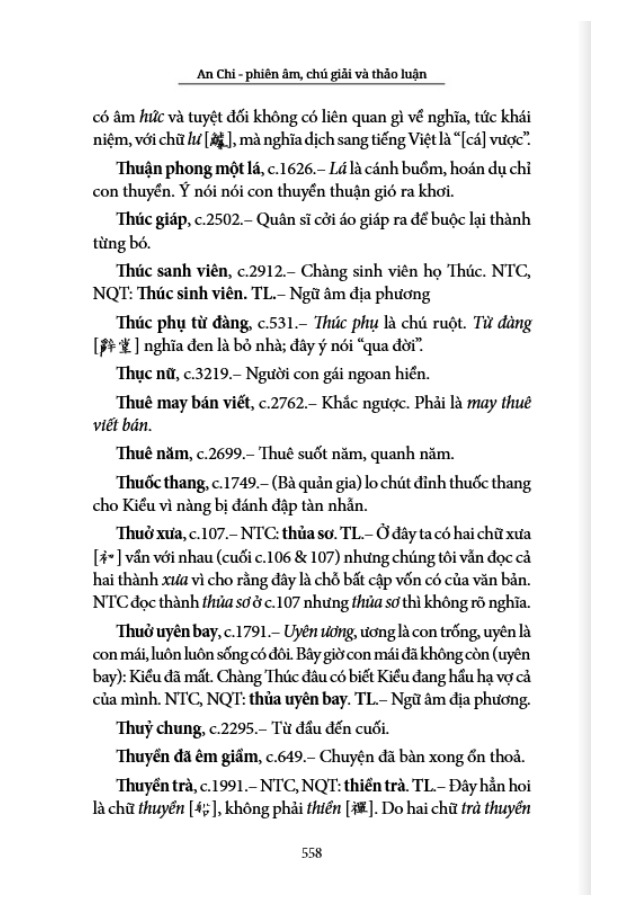 An Chi - phiên âm, chú giải và thảo luận
có âm hức và tuyệt đối không có liên quan gì về nghĩa, tức khái
niệm, với chữ lư [鱸], mà nghĩa dịch sang tiếng Việt là “[cá] vược”.
Thuận phong một lá, c.1626.– Lá là cánh buồm, hoán dụ chỉ
con thuyền. Ý nói nói con thuyền thuận gió ra khơi.
Thúc giáp, c.2502.– Quân sĩ cởi áo giáp ra để buộc lại thành
từng bó.
Thúc sanh viên, c.2912.– Chàng sinh viên họ Thúc. NTC,
NQT: Thúc sinh viên. TL.– Ngữ âm địa phương
Thúc phụ từ đàng, c.531.– Thúc phụ là chú ruột. Từ đàng
[辭堂] nghĩa đen là bỏ nhà; đây ý nói “qua đời”.
Thục nữ, c.3219.– Người con gái ngoan hiền.
Thuê may bán viết, c.2762.– Khắc ngược. Phải là may thuê
viết bán.
Thuê năm, c.2699.– Thuê suốt năm, quanh năm.
Thuốc thang, c.1749.– (Bà quản gia) lo chút đỉnh thuốc thang
cho Kiều vì nàng bị đánh đập tàn nhẫn.
Thuở xưa, c.107.– NTC: thủa sơ. TL.– Ở đây ta có hai chữ xưa
[] vần với nhau (cuối c.106 & 107) nhưng chúng tôi vẫn đọc cả
hai thành xưa vì cho rằng đây là chỗ bất cập vốn có của văn bản.
NTC đọc thành thủa sơ ở c.107 nhưng thủa sơ thì không rõ nghĩa.
Thuở uyên bay, c.1791.– Uyên ương, ương là con trống, uyên là
con mái, luôn luôn sống có đôi. Bây giờ con mái đã không còn (uyên
bay): Kiều đã mất. Chàng Thúc đâu có biết Kiều đang hầu hạ vợ cả
của mình. NTC, NQT: thủa uyên bay. TL.– Ngữ âm địa phương.
Thuỷ chung, c.2295.– Từ đầu đến cuối.
Thuyền đã êm giầm, c.649.– Chuyện đã bàn xong ổn thoả.
Thuyền trà, c.1991.– NTC, NQT: thiền trà. TL.– Đây hẳn hoi
là chữ thuyền [], không phải thiền [禪]. Do hai chữ trà thuyền
558